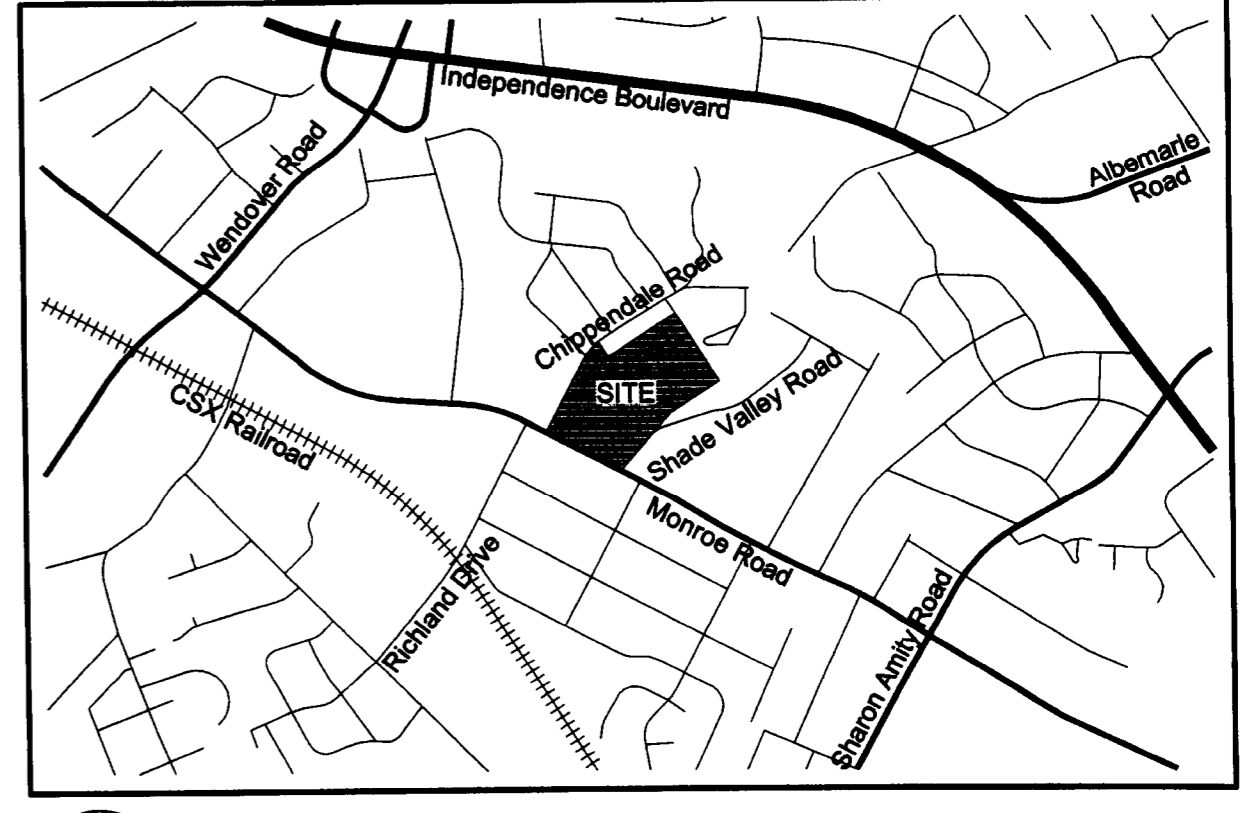 Independence Boulevard
Albemarle
Road
Wendover Road
Chippendale Road
SITE
Shade Valley Road
CSX Railroad
Monroe Road
Richland Drive
Sharon Amity Road